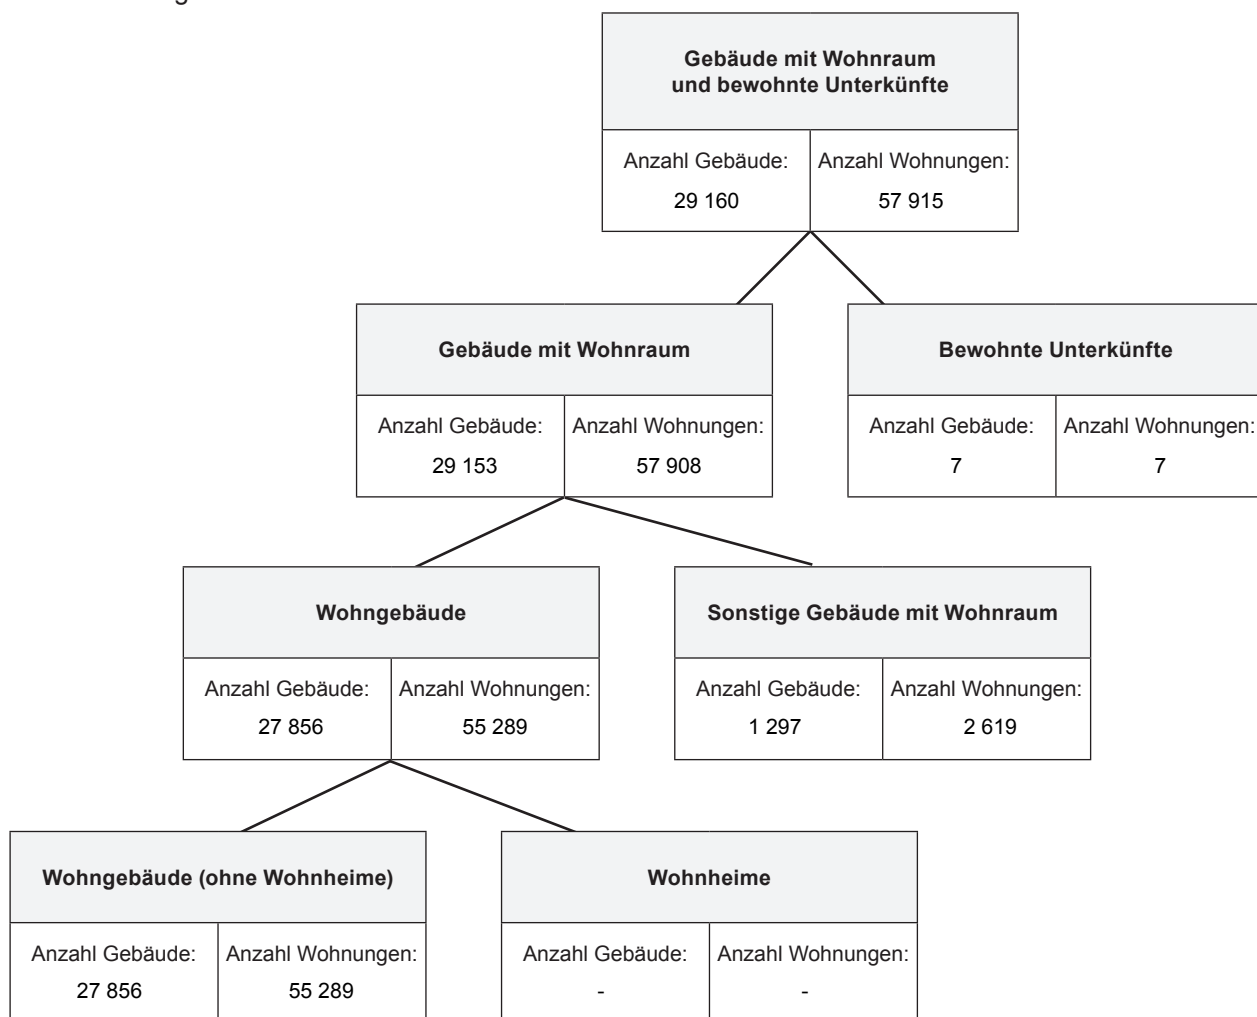 Gebäude mit Wohnraum
und bewohnte Unterkünfte
Anzahl Gebäude: Anzahl Wohnungen:
29 160 57 915
Gebäude mit Wohnraum
Bewohnte Unterkünfte
Anzahl Gebäude: Anzahl Wohnungen:
29 153 57 908
Anzahl Gebäude: Anzahl Wohnungen:
7 7
Wohngebäude
Sonstige Gebäude mit Wohnraum
Anzahl Gebäude: Anzahl Wohnungen:
27 856 55 289
Anzahl Gebäude: Anzahl Wohnungen:
1 297 2 619
Wohngebäude (ohne Wohnheime)
Wohnheime
Anzahl Gebäude: Anzahl Wohnungen:
27 856 55 289
Anzahl Gebäude: Anzahl Wohnungen:
- -